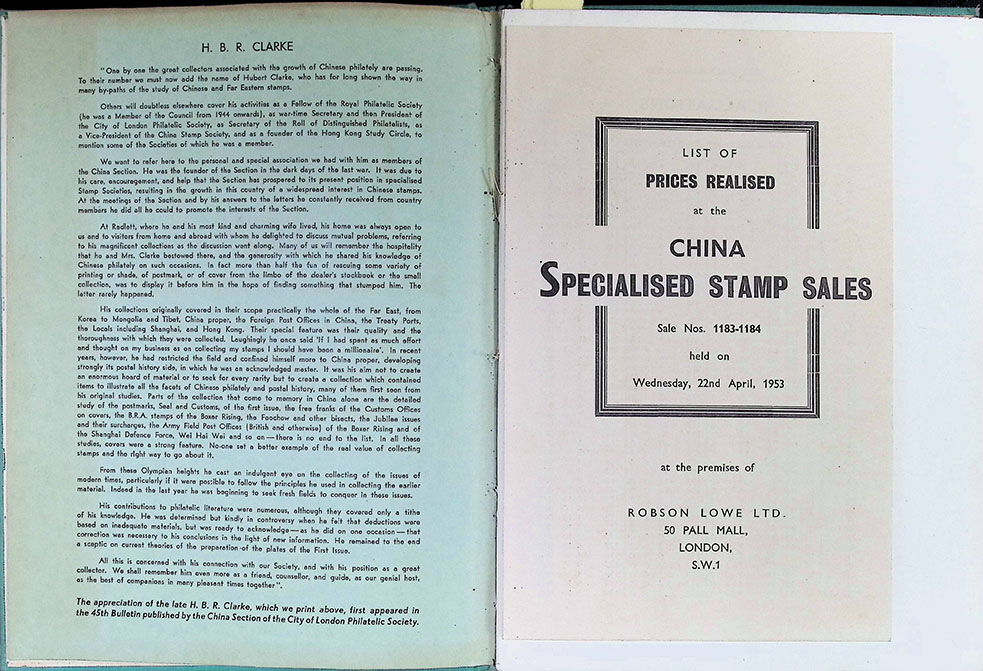 H. B. R. CLARKE
"One by one the great collectors associated with the growth of Chinese philately are passing.
To their number we must now add the name of Hubert Clarke, who has for long shown the way in
many by-paths of the study of Chinese and Far Eastern stamps.
Others will doubtless elsewhere cover his activities as a Fellow of the Royal Philatelic Society
(he was a Member of the Council from 1944 onwards), as war-time Secretary and then President of
the City of London Philatelic Society, as Secretary of the Roll of Distinguished Philatelists, as
a Vice-President of the China Stamp Society, and as a founder of the Hong Kong Study Circle, to
mention some of the Societies of which he was a member.
We want to refer here to the personal and special association we had with him as members of
the China Section. He was the founder of the Section in the dark days of the last war. It was due to
his care, encouragement, and help that the Section has prospered to its present position in specialised
Stamp Societies, resulting in the growth in this country of a widespread interest in Chinese stamps.
At the meetings of the Section and by his answers to the letters he constantly received from country
members he did all he could to promote the interests of the Section.
At Radlett, where he and his most kind and charming wife lived, his home was always open to
us and to visitors from home and abroad with whom he delighted to discuss mutual problems, referring
to his magnificent collections as the discussion went along. Many of us will remember the hospitality
that he and Mrs. Clarke bestowed there, and the generosity with which he shared his knowledge of
Chinese philately on such occasions. In fact more than half the fun of rescuing some variety of
printing or shade, of postmark, or of cover from the limbo of the dealer's stockbook or the small
collection, was to display it before him in the hope of finding something that stumped him. The
latter rarely happened.
His collections originally covered in their scope practically the whole of the Far East, from
Korea to Mongolia and Tibet, China proper, the Foreign Post Offices in China, the Treaty Ports,
the Locals including Shanghai, and Hong Kong. Their special feature was their quality and the
thoroughness with which they were collected. Laughingly he once said 'If I had spent as much effort
and thought on my business as on collecting my stamps I should have been a millionaire'. In recent
years, however, he had restricted the field and confined himself more to China proper, developing
strongly its postal history side, in which he was an acknowledged master. It was his aim not to create
an enormous hoard of material or to seek for every rarity but to create a collection which contained
items to illustrate all the facets of Chinese philately and postal history, many of them first seen from
his original studies. Parts of the collection that come to memory in China alone are the detailed
study of the postmarks, Seal and Customs, of the first issue, the free franks of the Customs Offices
on covers, the B.R.A. stamps of the Boxer Rising, the Foochow and other bisects, the Jubilee issues
and their surcharges, the Army Field Post Offices (British and otherwise) of the Boxer Rising and of
the Shanghai Defence Force, Wei Hai Wei and so on—there is no end to the list. In all these
studies, covers were a strong feature. No-one set a better example of the real value of collecting
stamps and the right way to go about it.
From these Olympian heights he cast an indulgent eye on the collecting of the issues of
modern times, particularly if it were possible to follow the principles he used in collecting the earlier
material. Indeed in the last year he was beginning to seek fresh fields to conquer in these issues.
His contributions to philatelic literature were numerous, although they covered only a tithe
of his knowledge. He was determined but kindly in controversy when he felt that deductions were
based on inadequate materials, but was ready to acknowledge—as he did on one occasion—that
correction was necessary to his conclusions in the light of new information. He remained to the end
a sceptic on current theories of the preparation of the plates of the First Issue.
All this is concerned with his connection with our Society, and with his position as a great
collector. We shall remember him even more as a friend, counsellor, and guide, as our genial host,
as the best of companions in many pleasant times together".
The appreciation of the late H. B. R. Clarke, which we print above, first appeared in
the 45th Bulletin published by the China Section of the City of London Philatelic Society.
LIST OF
PRICES REALISED
at the
CHINA
SPECIALISED STAMP SALES
Sale Nos. 1183-1184
held on
Wednesday, 22nd April, 1953
at the premises of
ROBSON LOWE LTD.
50 PALL MALL,
LONDON,
S.W.1